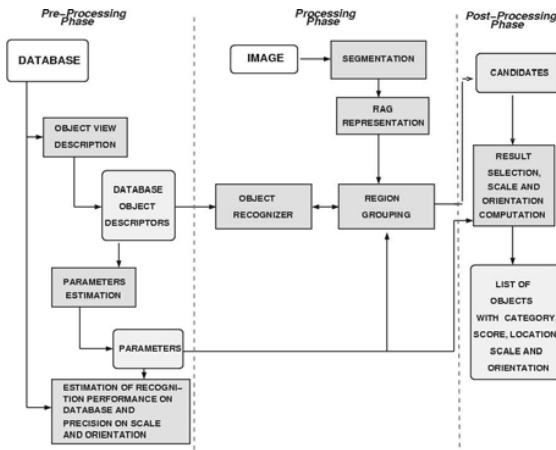 Pre-Processing
Phase
Processing
Phase
Post-Processing
Phase
DATABASE
IMAGE
SEGMENTATION
CANDIDATES
OBJECT VIEW
DESCRIPTION
RAG
REPRESENTATION
DATABASE
OBJECT
DESCRIPTORS
OBJECT
RECOGNIZER
REGION
GROUPING
RESULT
SELECTION,
SCALE AND
ORIENTATION
COMPUTATION
PARAMETERS
ESTIMATION
LIST OF
OBJECTS
WITH CATEGORY,
SCORE, LOCATION
SCALE AND
ORIENTATION
PARAMETERS
ESTIMATION OF RECOGNI-
TION PERFORMANCE ON
DATABASE AND
PRECISION ON SCALE
AND ORIENTATION